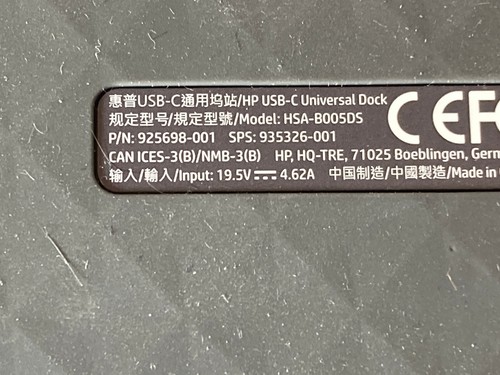 惠普USB-C通用坞站/HP USB-C Universal Dock
规定型号/規定型號/Model: HSA-B005DS
P/N: 925698-001 SPS: 935326-001
CAN ICES-3(B)/NMB-3(B) HP, HQ-TRE, 71025 Boeblingen, Germ
输入/輸入/Input: 19.5V⎓4.62A 中国制造/中國製造/Made in
CE FC